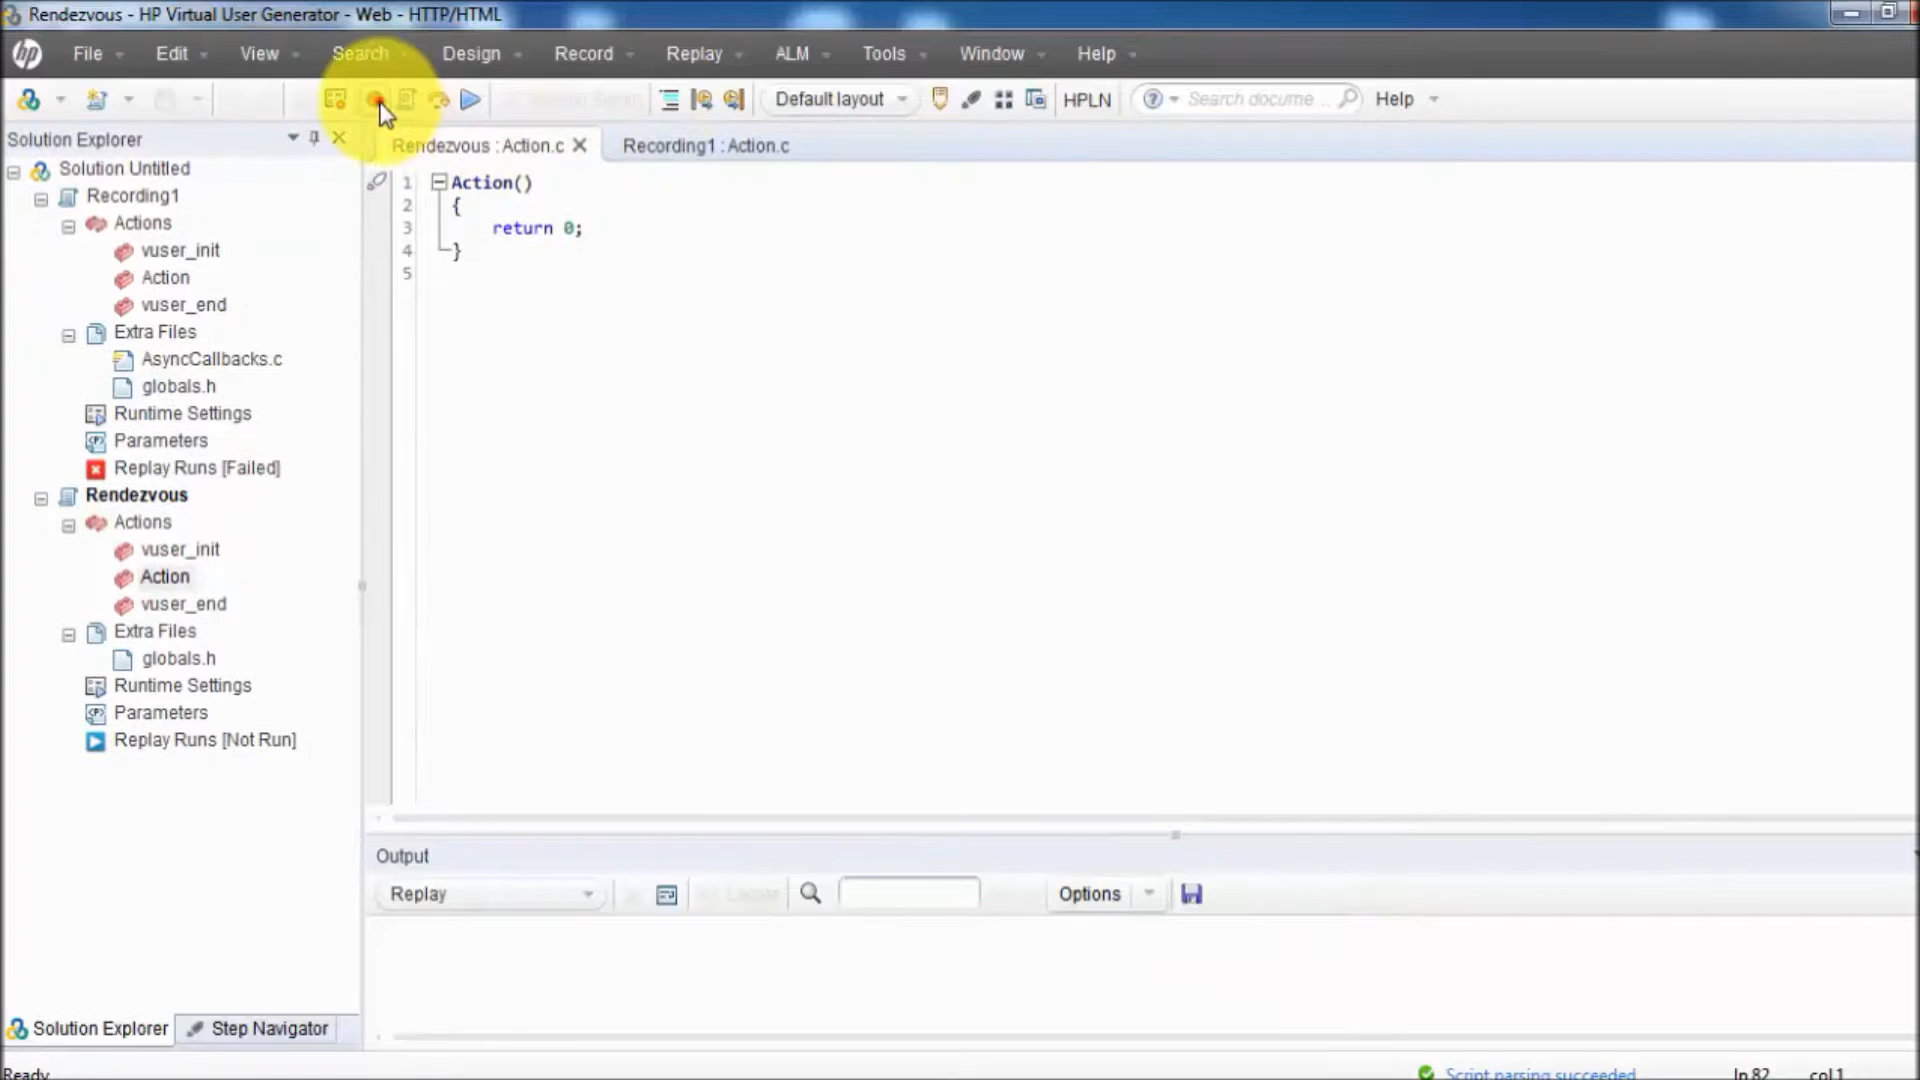 Rendezvous - HP Virtual User Generator - Web - HTTP/HTML
hp File Edit View Search Design Record Replay ALM Tools Window Help
Default layout HPLN Search docume... Help
Solution Explorer
Rendezvous : Action.c Recording1 : Action.c
Solution Untitled
Recording1
Actions
vuser_init
Action
vuser_end
Extra Files
AsyncCallbacks.c
globals.h
Runtime Settings
Parameters
Replay Runs [Failed]
Rendezvous
Actions
vuser_init
Action
vuser_end
Extra Files
globals.h
Runtime Settings
Parameters
Replay Runs [Not Run]
1 Action()
2 {
3 return 0;
4 }
5
Output
Replay Options
Solution Explorer Step Navigator
Ready Script parsing succeeded ln 82 col 1